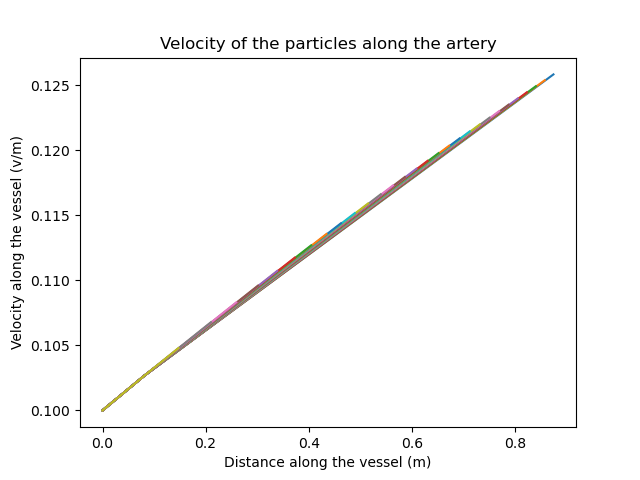 Velocity of the particles along the artery
0.125
0.120
0.115
0.110
0.105
0.100
Velocity along the vessel (v/m)
0.0 0.2 0.4 0.6 0.8
Distance along the vessel (m)